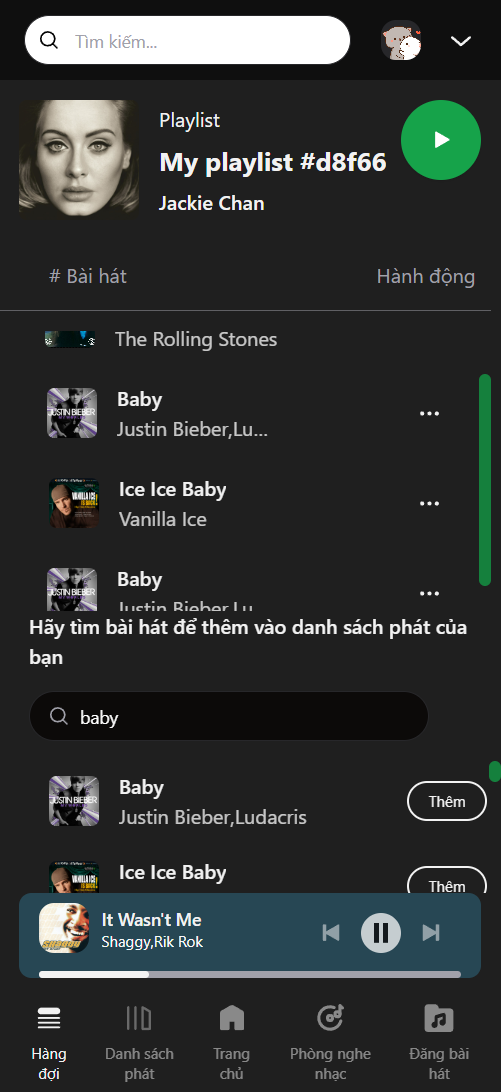 Tìm kiếm...
Playlist
My playlist #d8f66
Jackie Chan
# Bài hát
Hành động
The Rolling Stones
Baby
Justin Bieber,Lu...
Ice Ice Baby
Vanilla Ice
Baby
Justin Bieber,Lu
Hãy tìm bài hát để thêm vào danh sách phát của
bạn
baby
Baby
Justin Bieber,Ludacris
Thêm
Ice Ice Baby
Thêm
It Wasn't Me
Shaggy,Rik Rok
Hàng
đợi
Danh sách
phát
Trang
chủ
Phòng nghe
nhạc
Đăng bài
hát